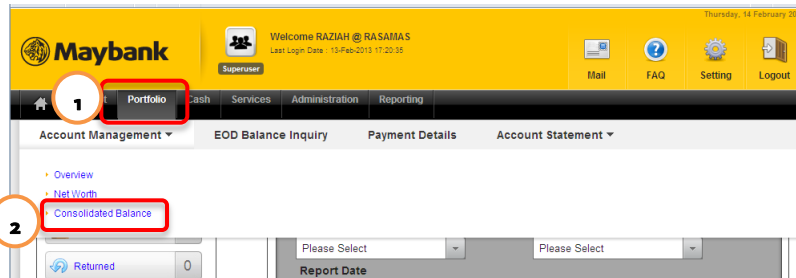 Thursday, 14 February 20
Maybank
Welcome RAZIAH @ RASAMAS
Last Login Date : 13-Feb-2013 17:20:35
Superuser
Mail FAQ Setting Logout
1
t Portfolio Cash Services Administration Reporting
Account Management EOD Balance Inquiry Payment Details Account Statement
Overview
Net Worth
Consolidated Balance
2
Please Select Please Select
Returned 0
Report Date